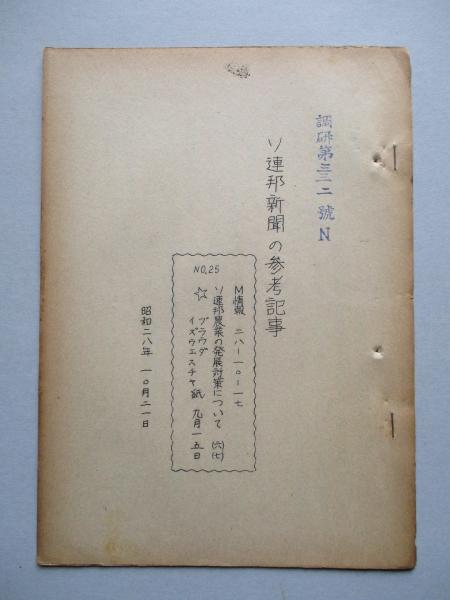 調研第三三二號N
ソ連邦新聞の参考記事
M情報 二八―一〇―一七
NO,25
ソ連邦農業の発展対策について (六)(七)
☆ プラウダ
イズウエスチヤ 紙 九月一五日
昭和二八年 一〇月二一日